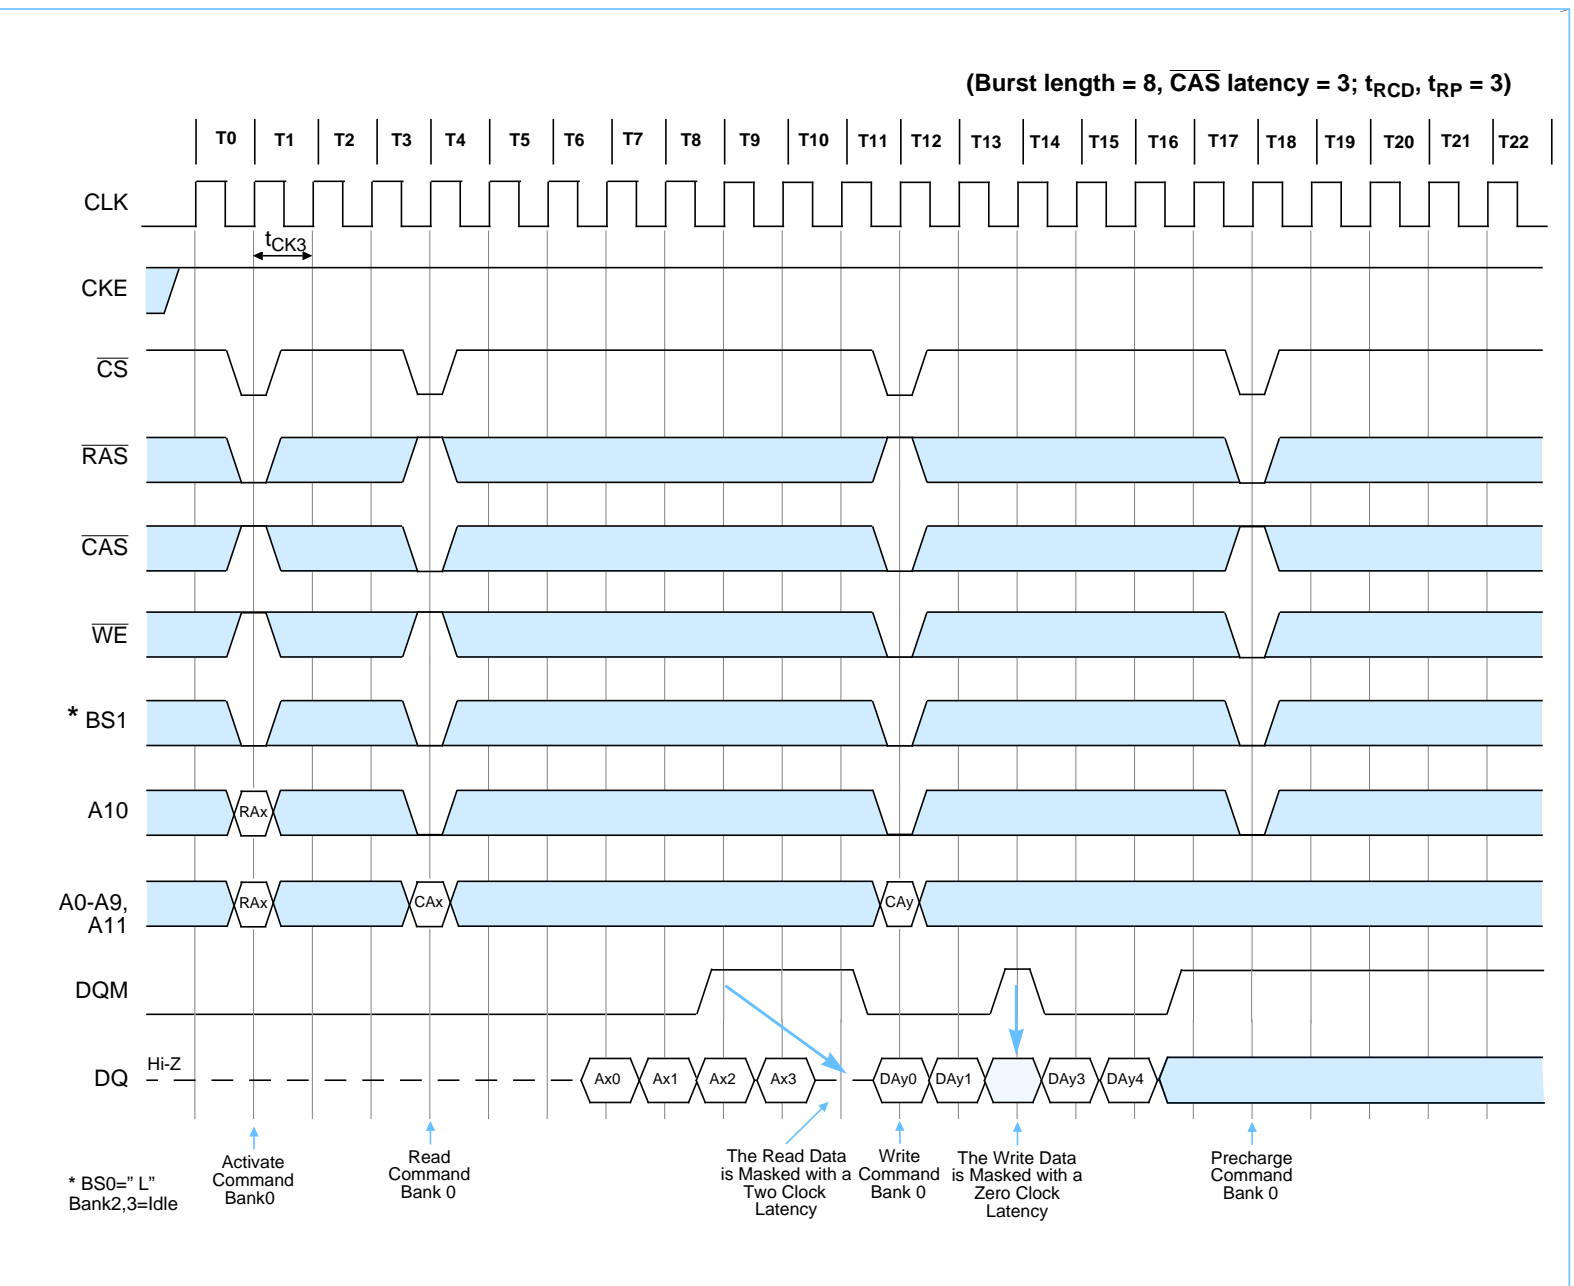 (Burst length = 8, CAS latency = 3; tRCD, tRP = 3)
T0 T1 T2 T3 T4 T5 T6 T7 T8 T9 T10 T11 T12 T13 T14 T15 T16 T17 T18 T19 T20 T21 T22
CLK
tCK3
CKE
CS
RAS
CAS
WE
* BS1
A10
RAx
A0-A9,
A11
RAx CAx CAy
DQM
DQ
Hi-Z
Ax0 Ax1 Ax2 Ax3 DAy0 DAy1 DAy3 DAy4
Activate
Command
Bank0
Read
Command
Bank 0
The Read Data
is Masked with a
Two Clock
Latency
Write
Command
Bank 0
The Write Data
is Masked with a
Zero Clock
Latency
Precharge
Command
Bank 0
* BS0=” L”
Bank2,3=Idle